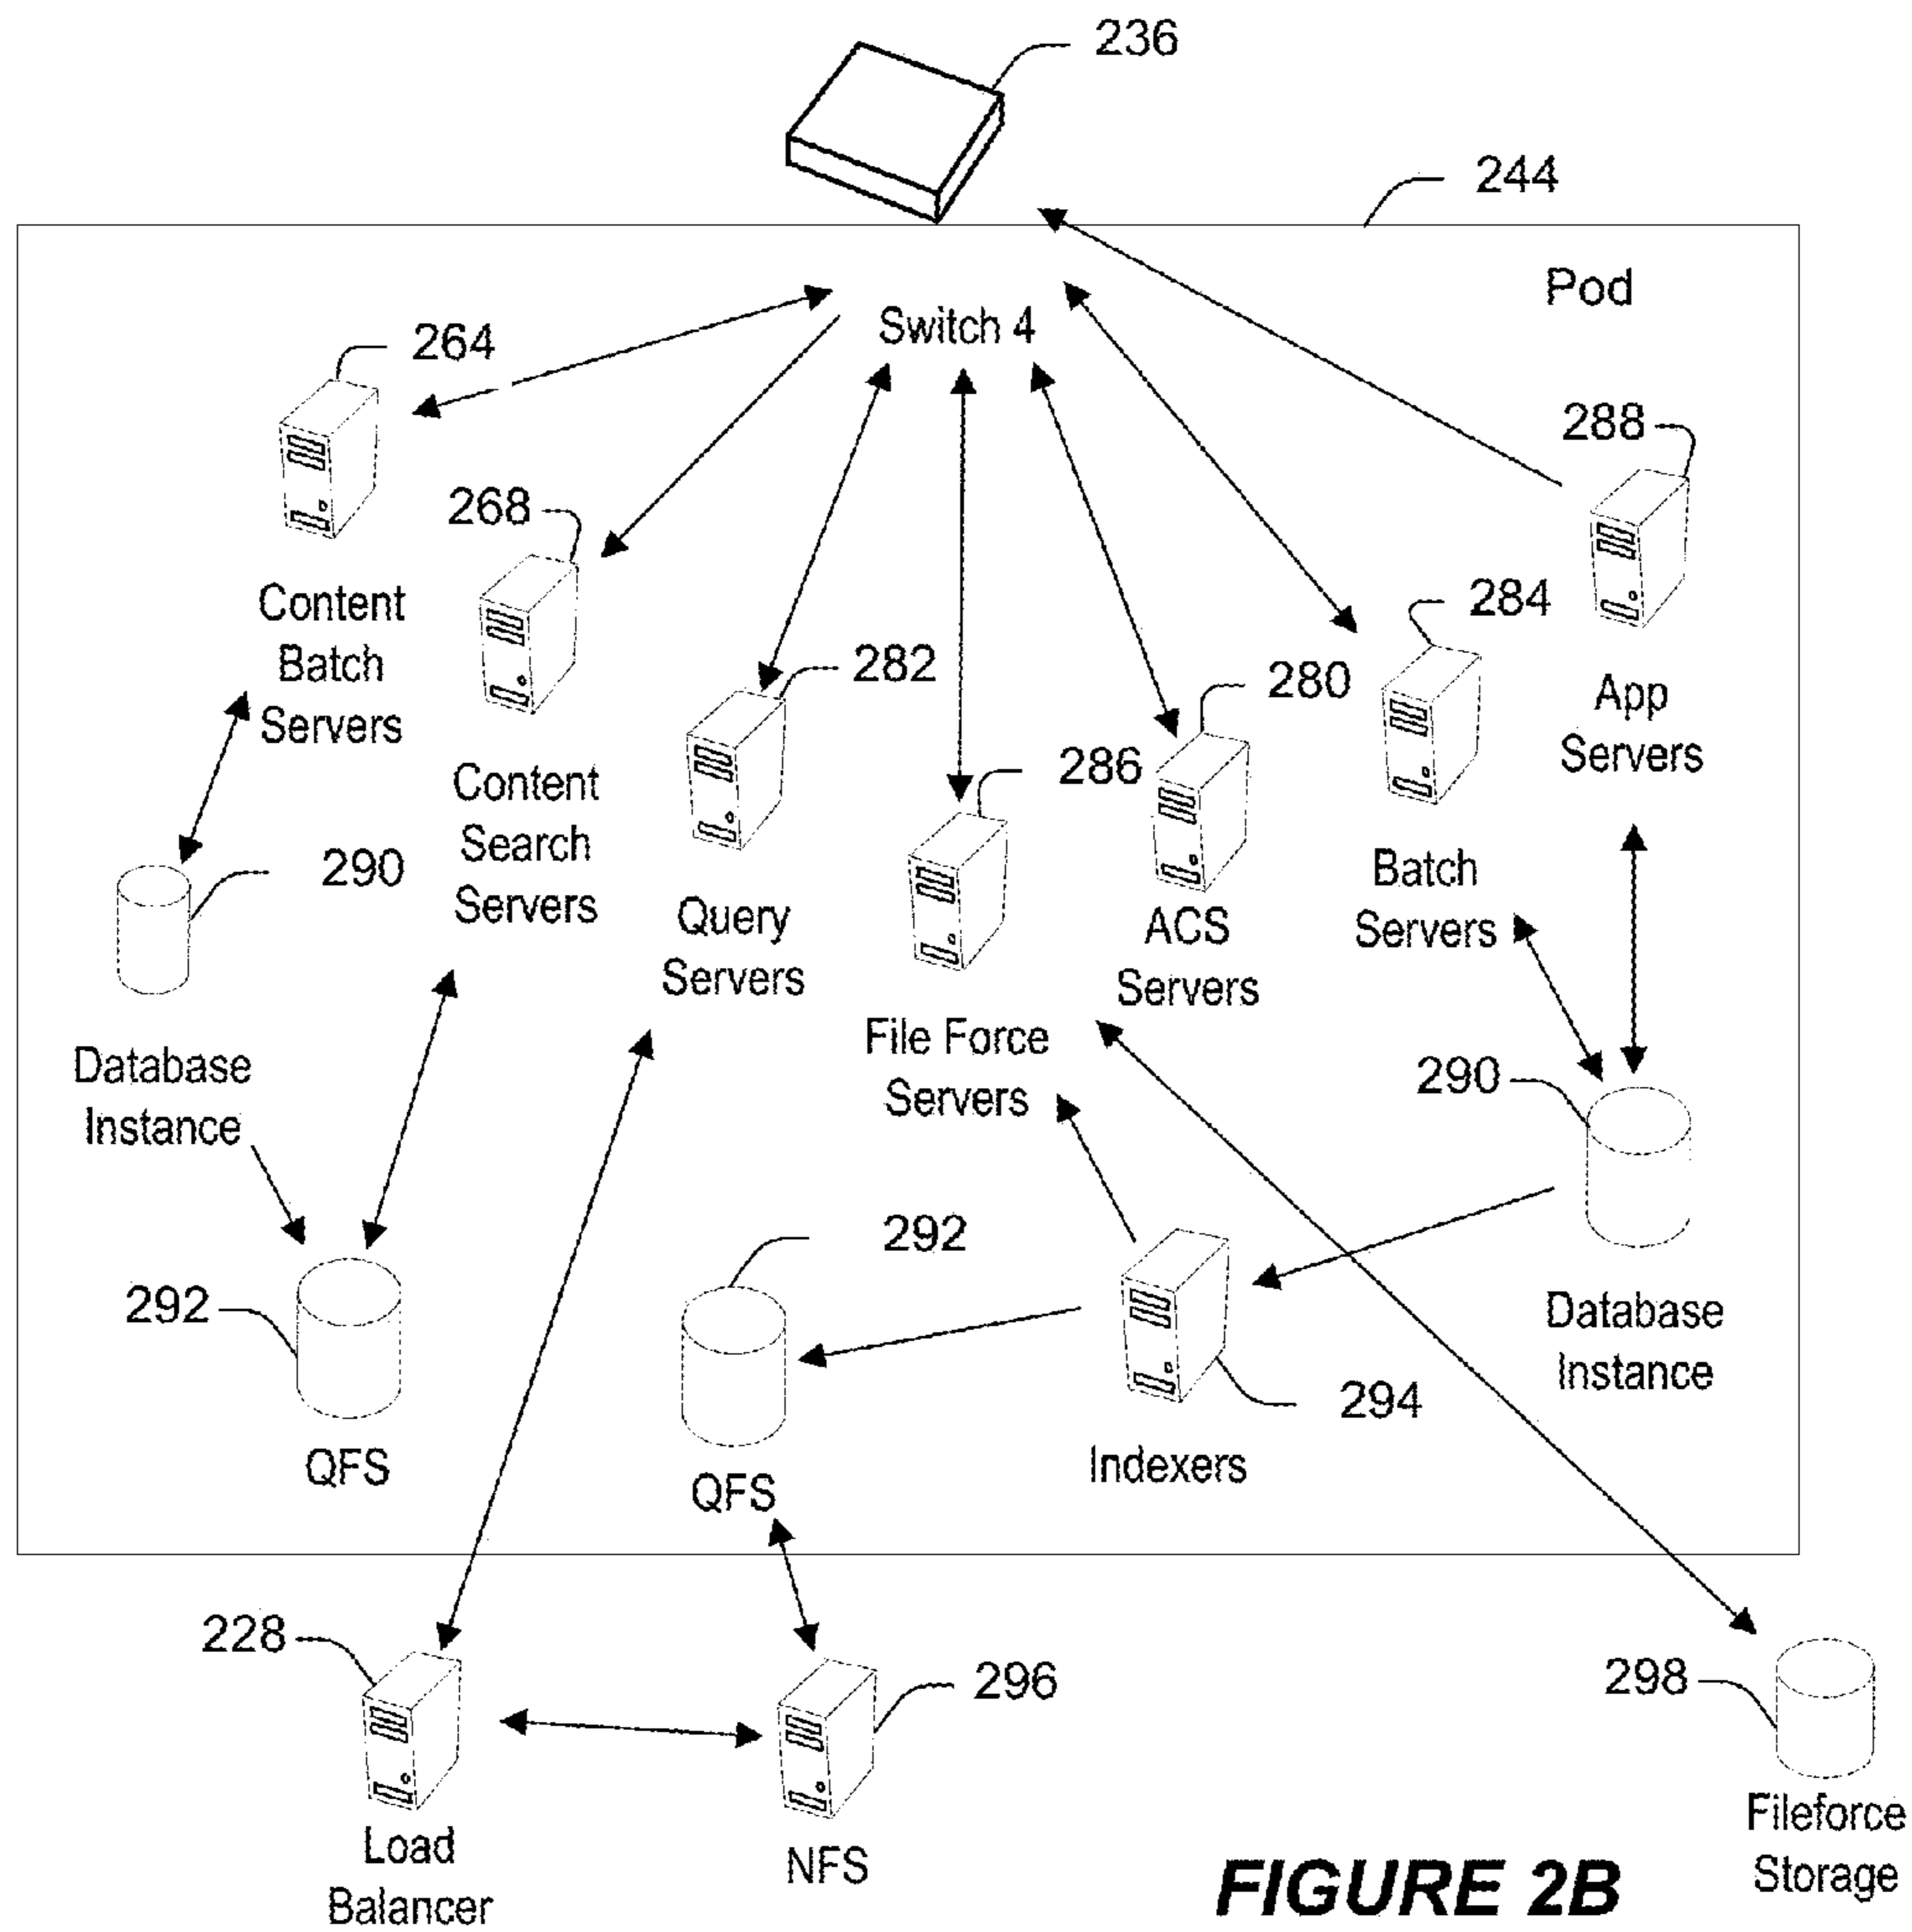 236
244
Pod
Switch 4
264
288
268
Content
Batch
Servers
284
282
280
App
Servers
286
Content
Search
Servers
290
Batch
Servers
Query
Servers
ACS
Servers
File Force
Servers
Database
Instance
290
292
292
Database
Instance
294
QFS
Indexers
QFS
228
296
298
Load
Balancer
NFS
Fileforce
Storage
FIGURE 2B